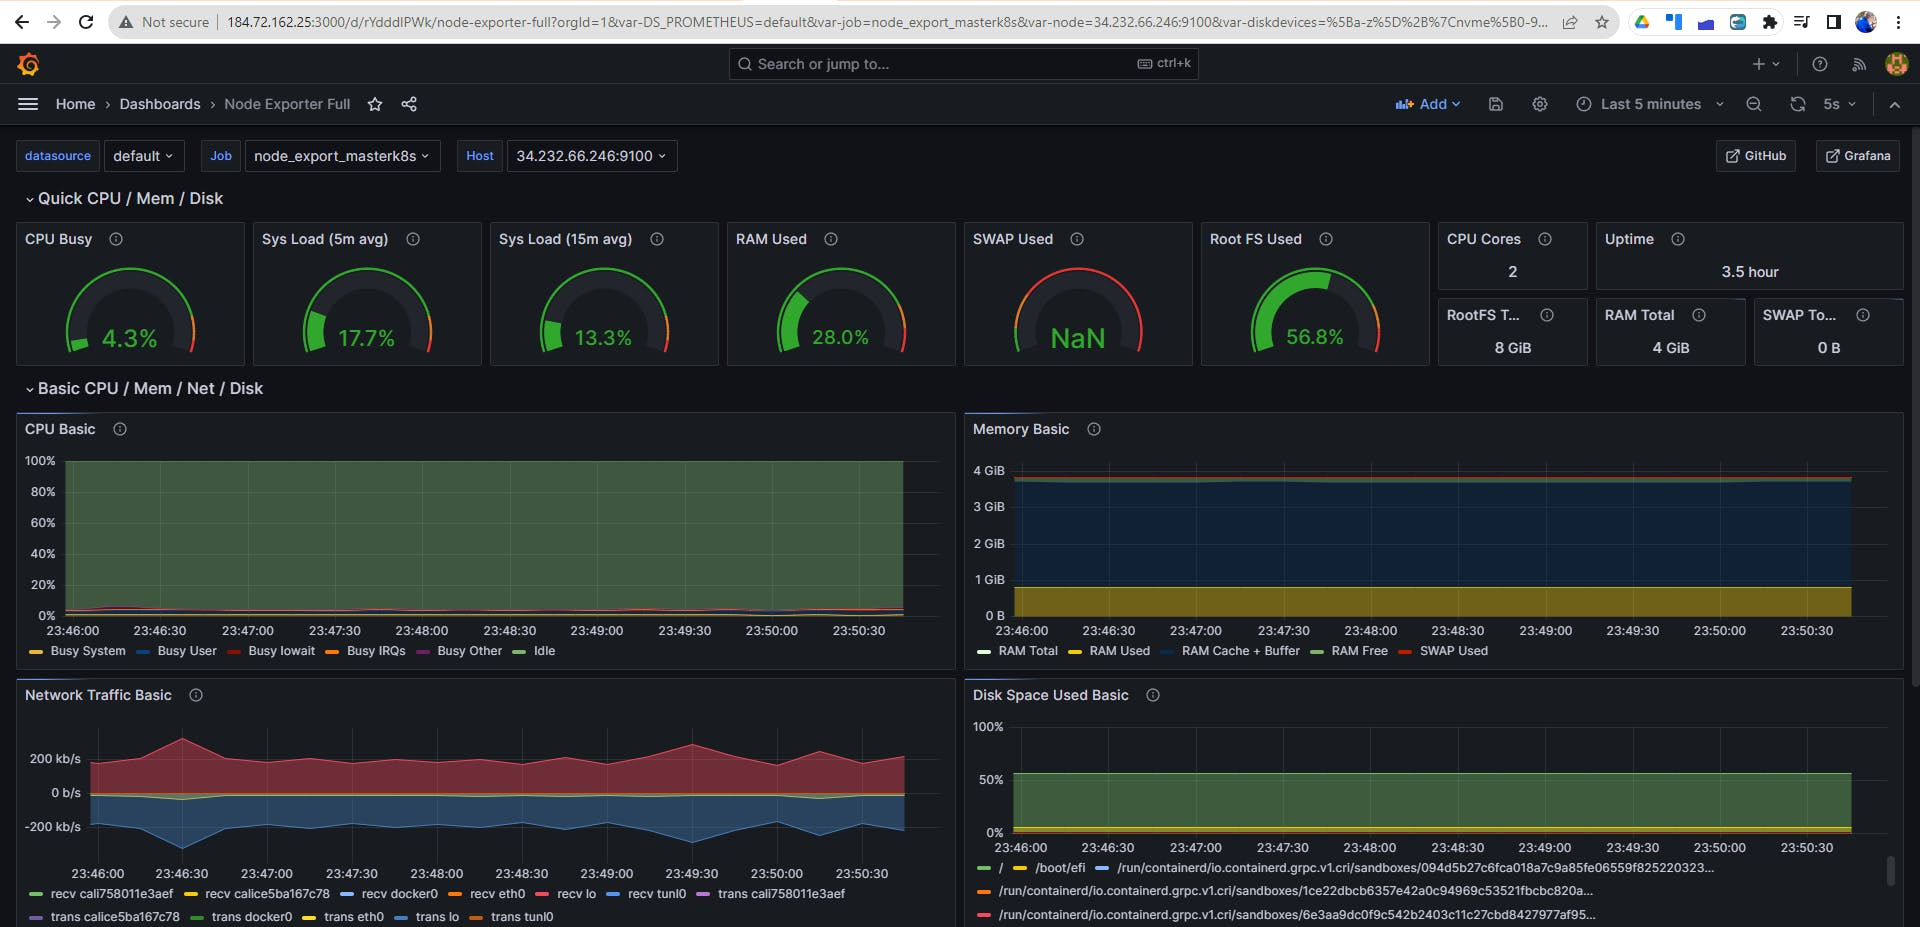 Not secure 184.72.162.25:3000/d/rYdddlPWk/node-exporter-full?orgId=1&var-DS_PROMETHEUS=default&var-job=node_export_masterk8s&var-node=34.232.66.246:9100&var-diskdevices=%5Ba-z%5D%2B%7Cnvme%5B0-9...
Search or jump to... ctrl+k
Home › Dashboards › Node Exporter Full Add Last 5 minutes 5s
datasource default Job node_export_masterk8s Host 34.232.66.246:9100 GitHub Grafana
Quick CPU / Mem / Disk
CPU Busy Sys Load (5m avg) Sys Load (15m avg) RAM Used SWAP Used Root FS Used CPU Cores Uptime
2 3.5 hour
RootFS T... RAM Total SWAP To...
4.3% 17.7% 13.3% 28.0% NaN 56.8% 8 GiB 4 GiB 0 B
Basic CPU / Mem / Net / Disk
CPU Basic
100%
80%
60%
40%
20%
0%
23:46:00 23:46:30 23:47:00 23:47:30 23:48:00 23:48:30 23:49:00 23:49:30 23:50:00 23:50:30
Busy System Busy User Busy Iowait Busy IRQs Busy Other Idle
Memory Basic
4 GiB
3 GiB
2 GiB
1 GiB
0 B
23:46:00 23:46:30 23:47:00 23:47:30 23:48:00 23:48:30 23:49:00 23:49:30 23:50:00 23:50:30
RAM Total RAM Used RAM Cache + Buffer RAM Free SWAP Used
Network Traffic Basic
200 kb/s
0 b/s
-200 kb/s
23:46:00 23:46:30 23:47:00 23:47:30 23:48:00 23:48:30 23:49:00 23:49:30 23:50:00 23:50:30
recv cali758011e3aef recv calice5ba167c78 recv docker0 recv eth0 recv lo recv tunl0 trans cali758011e3aef
trans calice5ba167c78 trans docker0 trans eth0 trans lo trans tunl0
Disk Space Used Basic
100%
50%
0%
23:46:00 23:46:30 23:47:00 23:47:30 23:48:00 23:48:30 23:49:00 23:49:30 23:50:00 23:50:30
/ /boot/efi /run/containerd/io.containerd.grpc.v1.cri/sandboxes/094d5b27c6fca018a7c9a85fe06559f825220323...
/run/containerd/io.containerd.grpc.v1.cri/sandboxes/1ce22dbcb6357e42a0c94969c53521fbcbc820a...
/run/containerd/io.containerd.grpc.v1.cri/sandboxes/6e3aa9dc0f9c542b2403c11c27cbd8427977af95...